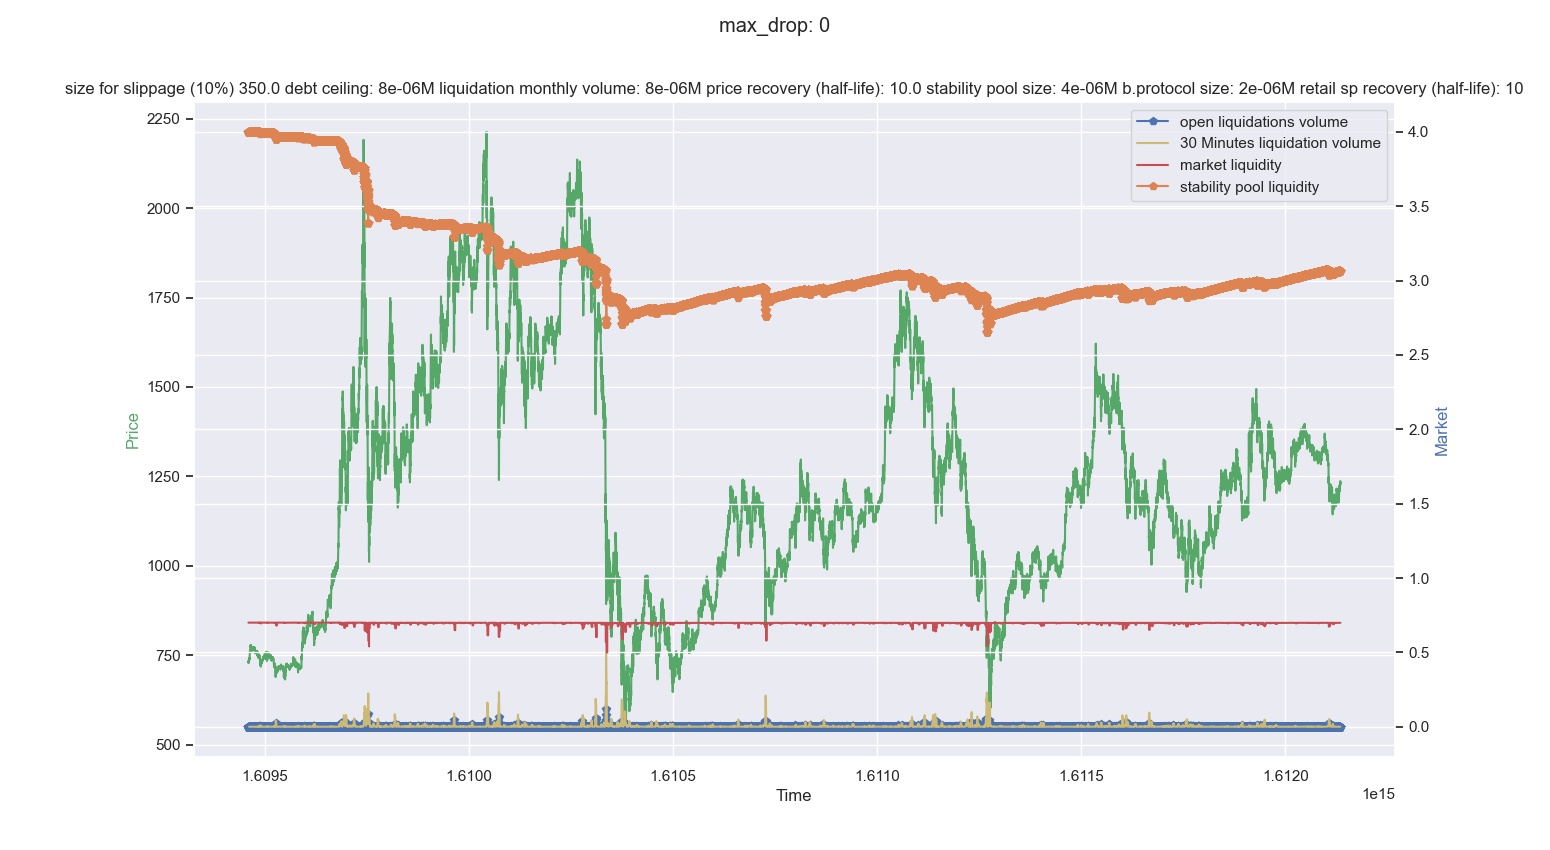 max_drop: 0
size for slippage (10%) 350.0 debt ceiling: 8e-06M liquidation monthly volume: 8e-06M price recovery (half-life): 10.0 stability pool size: 4e-06M b.protocol size: 2e-06M retail sp recovery (half-life): 10
open liquidations volume
30 Minutes liquidation volume
market liquidity
stability pool liquidity
2250
2000
1750
1500
1250
1000
750
500
Price
4.0
3.5
3.0
2.5
2.0
1.5
1.0
0.5
0.0
Market
1.6095
1.6100
1.6105
1.6110
1.6115
1.6120
Time
1e15